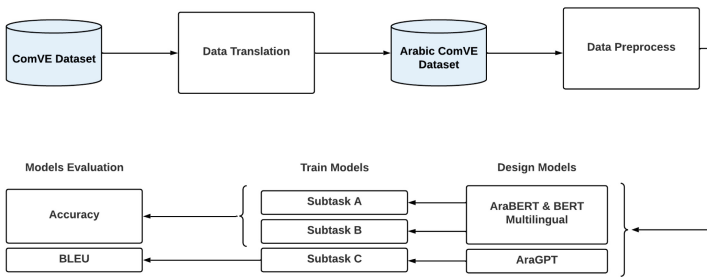 ComVE Dataset
Data Translation
Arabic ComVE
Dataset
Data Preprocess
Models Evaluation
Train Models
Design Models
Accuracy
Subtask A
Subtask B
AraBERT & BERT
Multilingual
BLEU
Subtask C
AraGPT